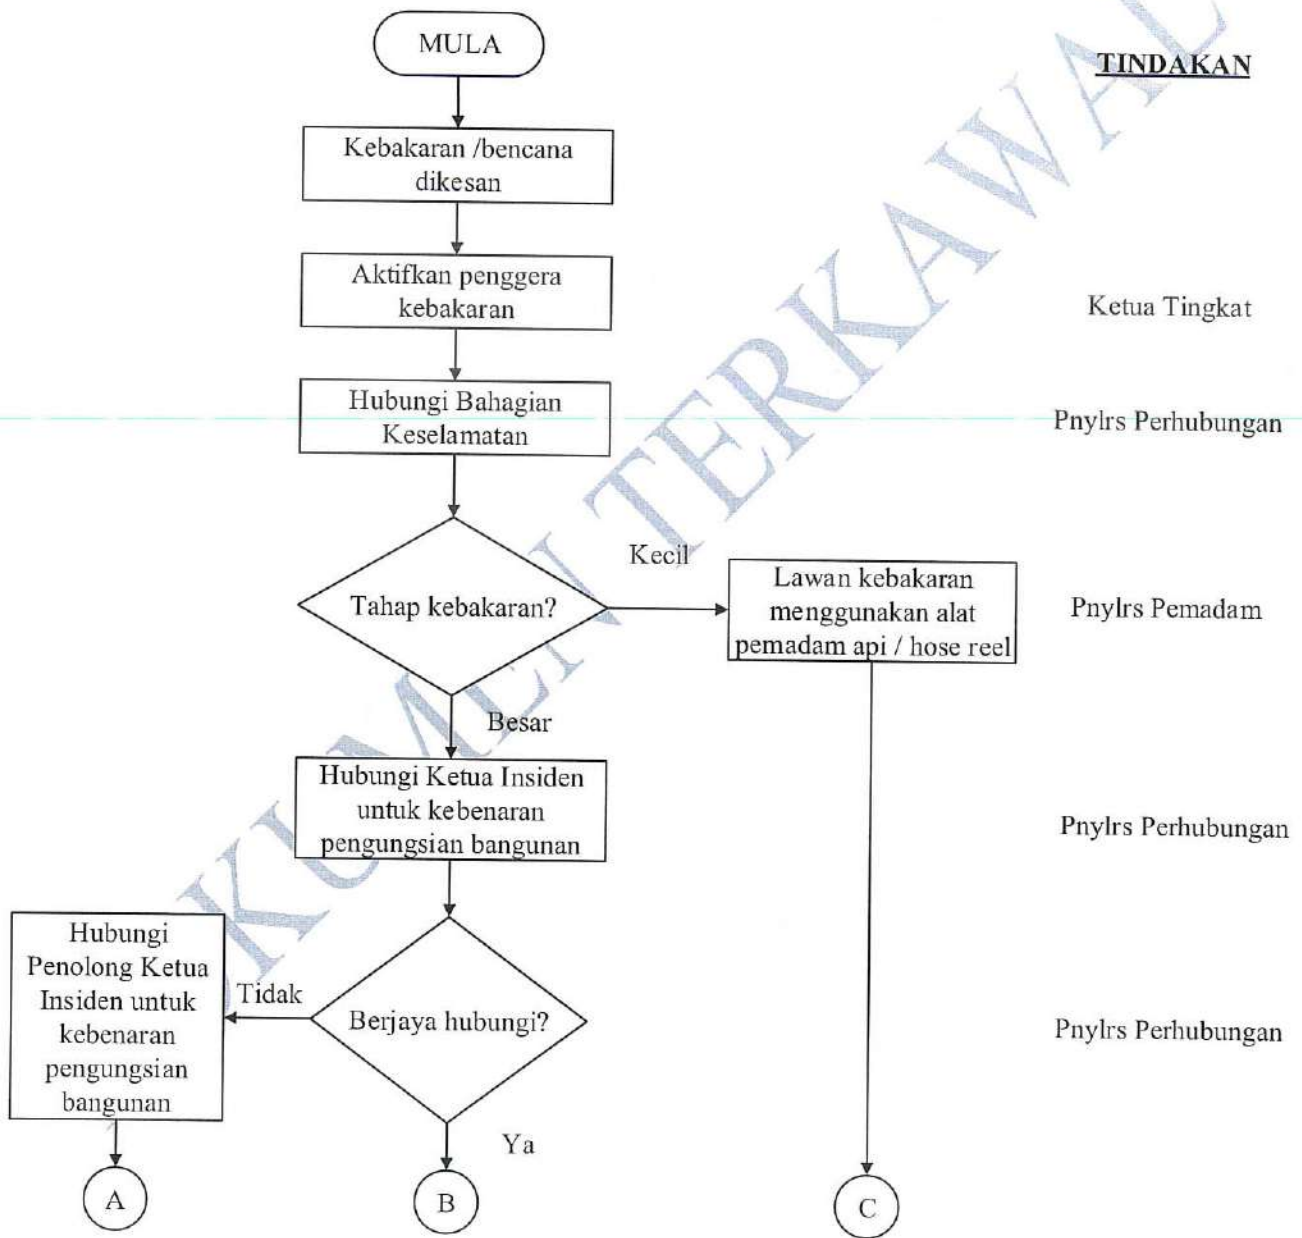 MULA
TINDAKAN
Kebakaran /bencana
dikesan
Aktifkan penggera
kebakaran
Ketua Tingkat
Hubungi Bahagian
Keselamatan
Pnylrs Perhubungan
Tahap kebakaran?
Kecil
Lawan kebakaran
menggunakan alat
pemadam api / hose reel
Pnylrs Pemadam
Besar
Hubungi Ketua Insiden
untuk kebenaran
pengungsian bangunan
Pnylrs Perhubungan
Hubungi
Penolong Ketua
Insiden untuk
kebenaran
pengungsian
bangunan
Tidak
Berjaya hubungi?
Pnylrs Perhubungan
Ya
A
B
C
KUMEN TERKAWAL